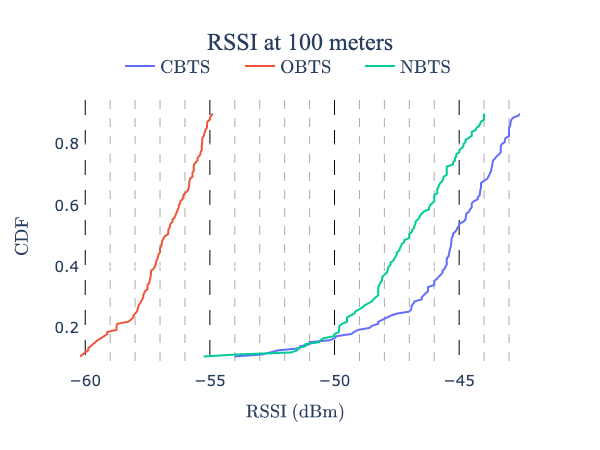 RSSI at 100 meters
CBTS OBTS NBTS
0.8
0.6
0.4
0.2
CDF
−60 −55 −50 −45
RSSI (dBm)